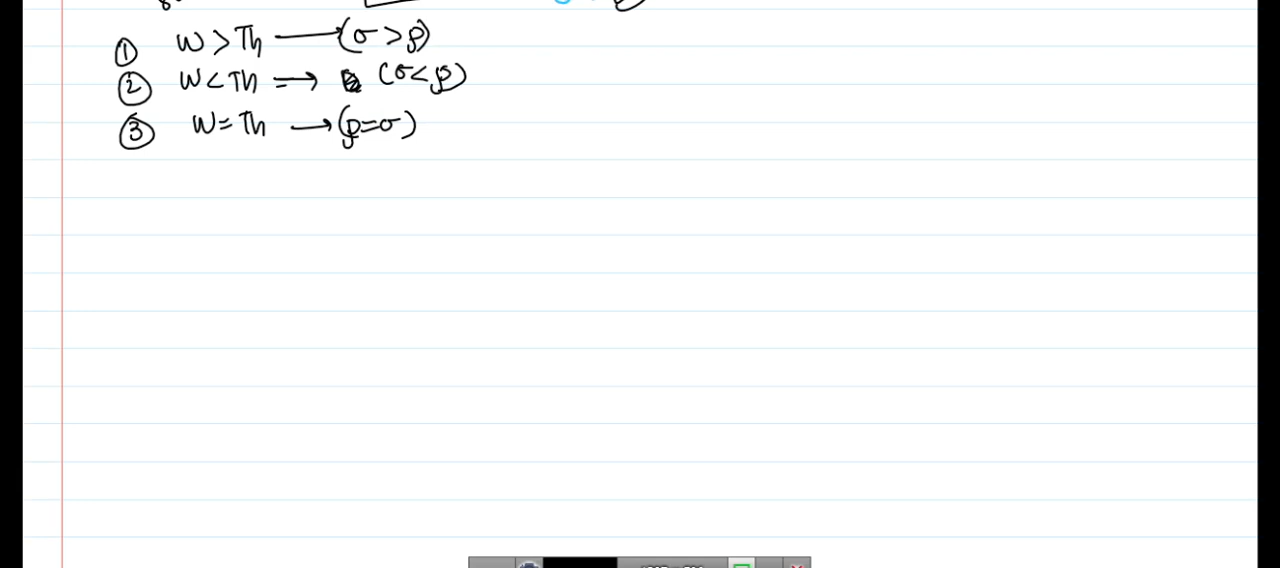 ① W > Th ⟶ (σ > ρ)
② W < Th ⟹ (σ < ρ)
③ W = Th ⟶ (ρ = σ)